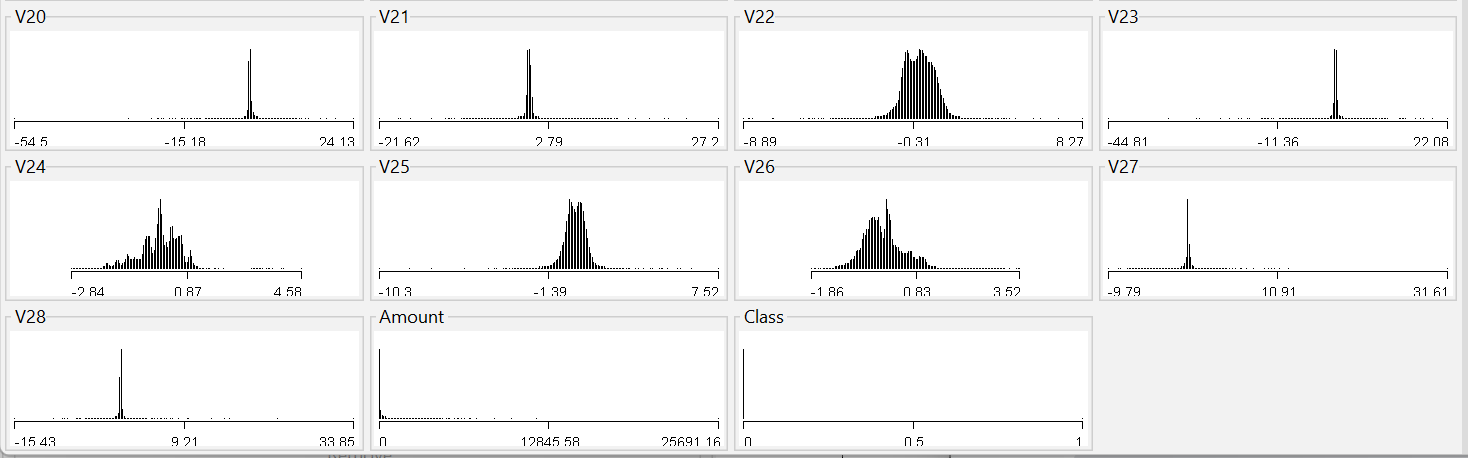 V20 V21 V22 V23
-54.5 -15.18 24.13 -21.62 2.79 27.2 -8.89 -0.31 8.27 -44.81 -11.36 22.08
V24 V25 V26 V27
-2.84 0.87 4.58 -10.3 -1.39 7.52 -1.86 0.83 3.52 -9.79 10.91 31.61
V28 Amount Class
-15.43 9.21 33.85 0 12845.58 25691.16 0 0.5 1